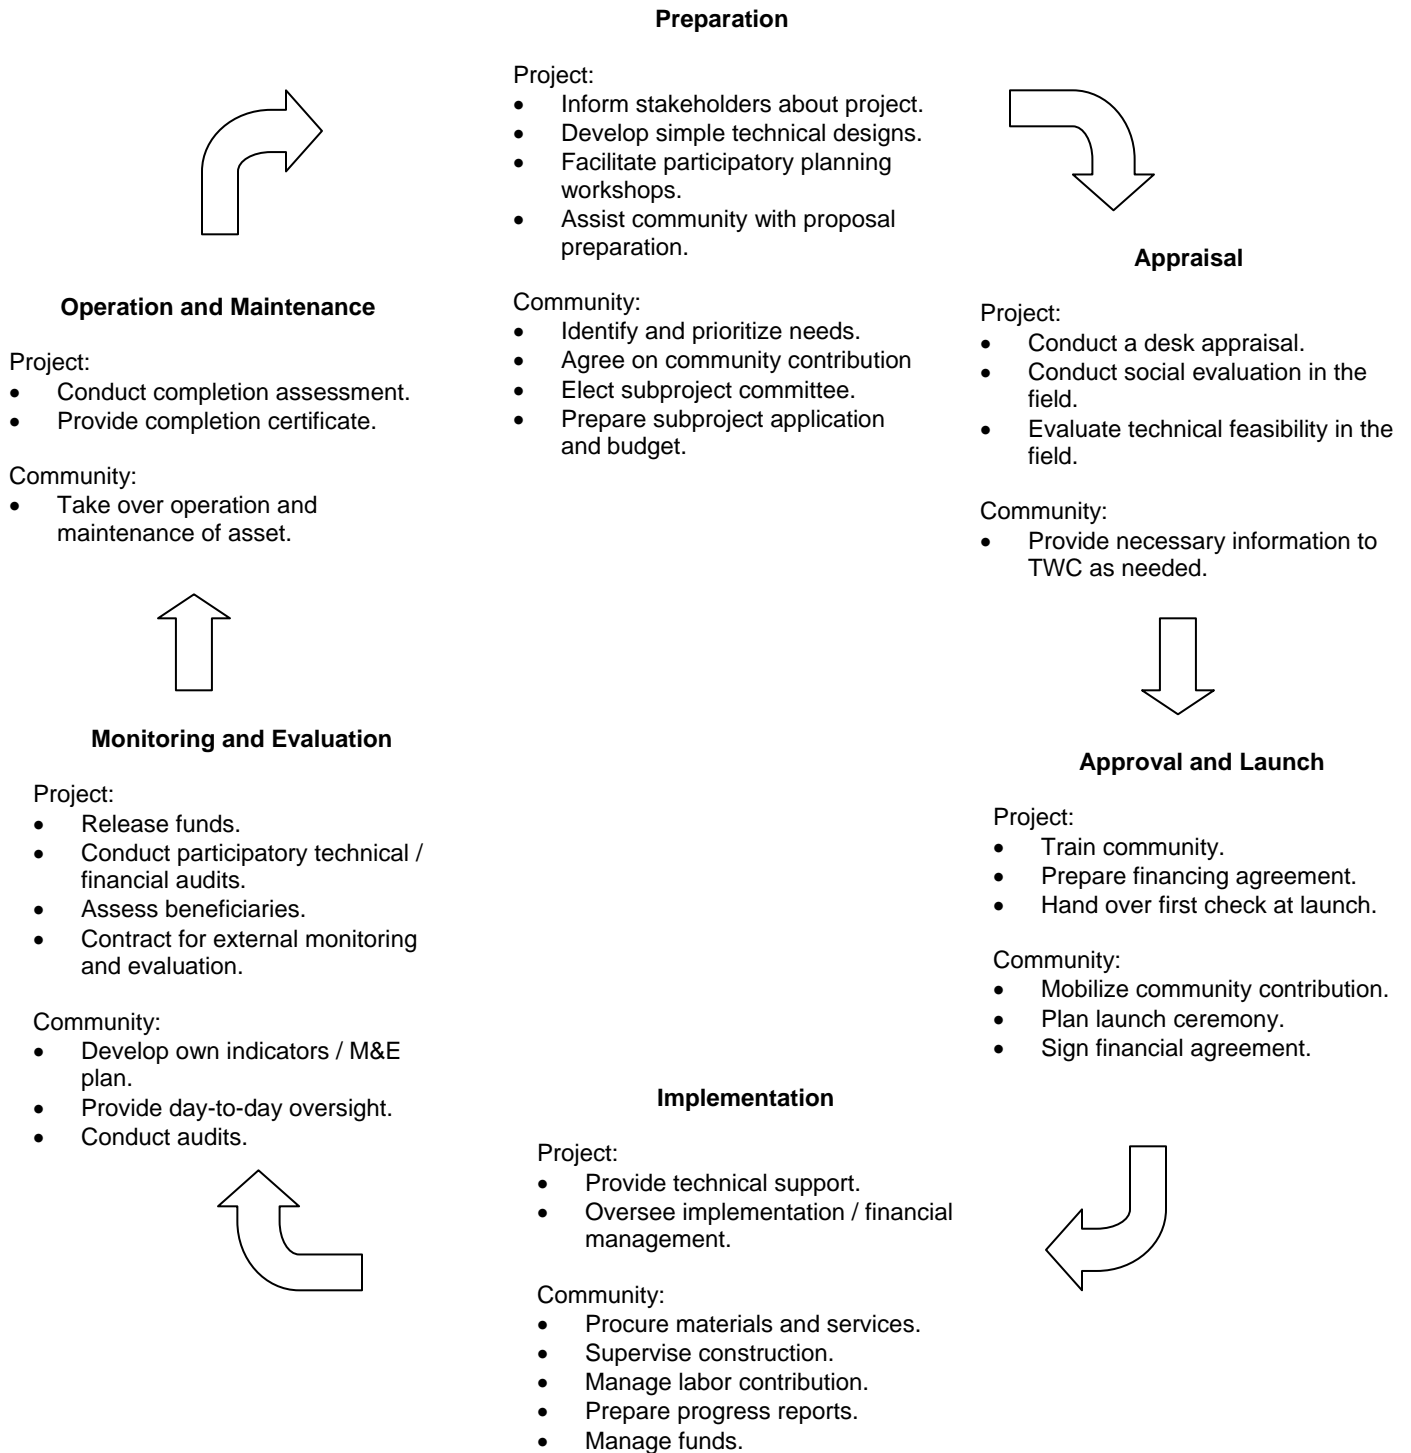 Preparation
Project:
• Inform stakeholders about project.
• Develop simple technical designs.
• Facilitate participatory planning
workshops.
• Assist community with proposal
preparation.
Community:
• Identify and prioritize needs.
• Agree on community contribution
• Elect subproject committee.
• Prepare subproject application
and budget.
Appraisal
Project:
• Conduct a desk appraisal.
• Conduct social evaluation in the
field.
• Evaluate technical feasibility in the
field.
Community:
• Provide necessary information to
TWC as needed.
Approval and Launch
Project:
• Train community.
• Prepare financing agreement.
• Hand over first check at launch.
Community:
• Mobilize community contribution.
• Plan launch ceremony.
• Sign financial agreement.
Implementation
Project:
• Provide technical support.
• Oversee implementation / financial
management.
Community:
• Procure materials and services.
• Supervise construction.
• Manage labor contribution.
• Prepare progress reports.
• Manage funds.
Monitoring and Evaluation
Project:
• Release funds.
• Conduct participatory technical /
financial audits.
• Assess beneficiaries.
• Contract for external monitoring
and evaluation.
Community:
• Develop own indicators / M&E
plan.
• Provide day-to-day oversight.
• Conduct audits.
Operation and Maintenance
Project:
• Conduct completion assessment.
• Provide completion certificate.
Community:
• Take over operation and
maintenance of asset.